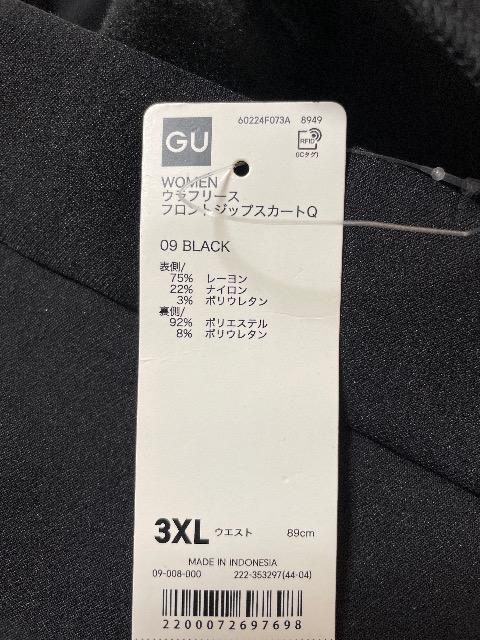 GU
60224F073A 8949
RFID
(ICタグ)
WOMEN
ウラフリース
フロントジップスカートQ
09 BLACK
表側/
75% レーヨン
22% ナイロン
3% ポリウレタン
裏側/
92% ポリエステル
8% ポリウレタン
3XL ウエスト 89cm
MADE IN INDONESIA
09-008-000 222-353297(44-04)
2200072697698